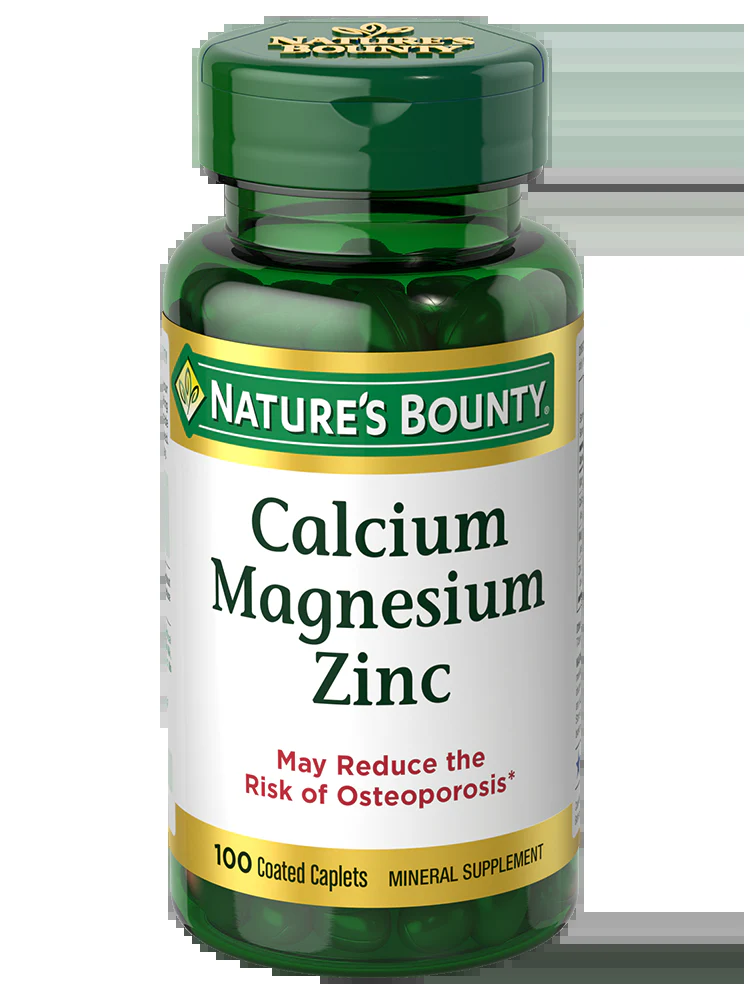 NATURE'S
BOUNTY
NATURE'S BOUNTY®
Calcium
Magnesium
Zinc
May Reduce the
Risk of Osteoporosis*
100 Coated Caplets MINERAL SUPPLEMENT